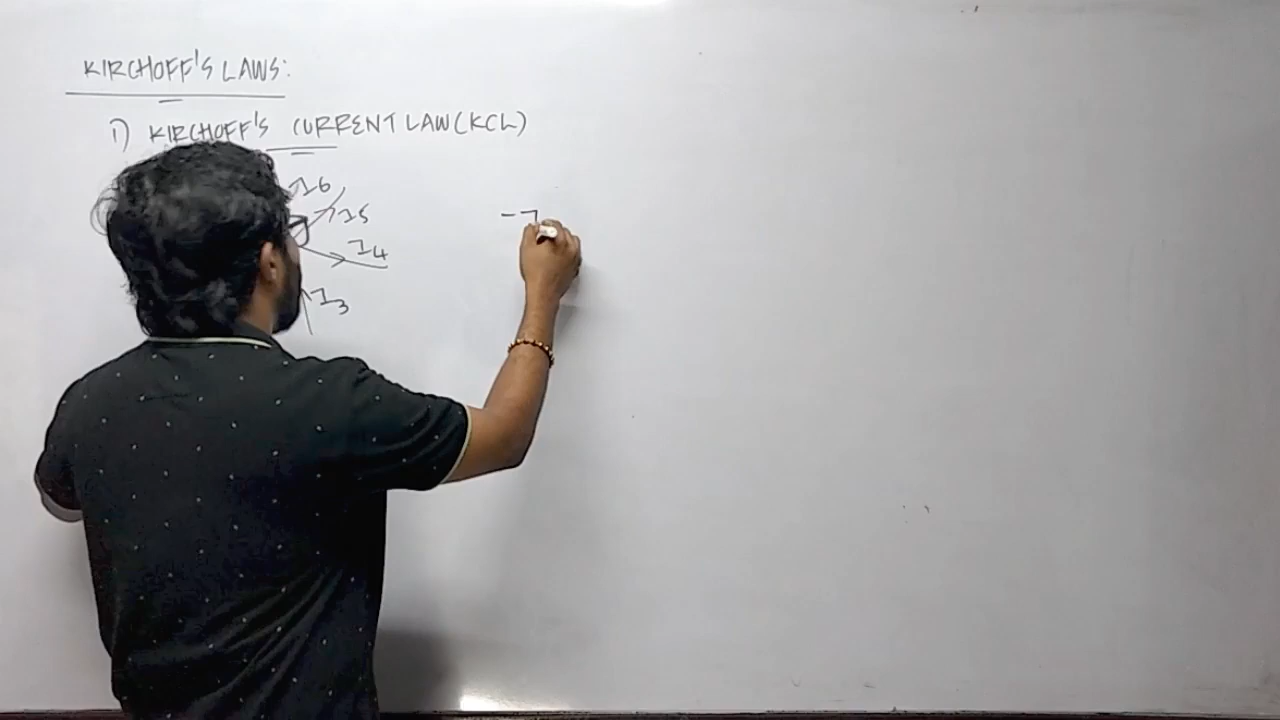 KIRCHOFF'S LAWS:
1) KIRCHOFF'S CURRENT LAW (KCL)
I6
I5
I4
I3
-